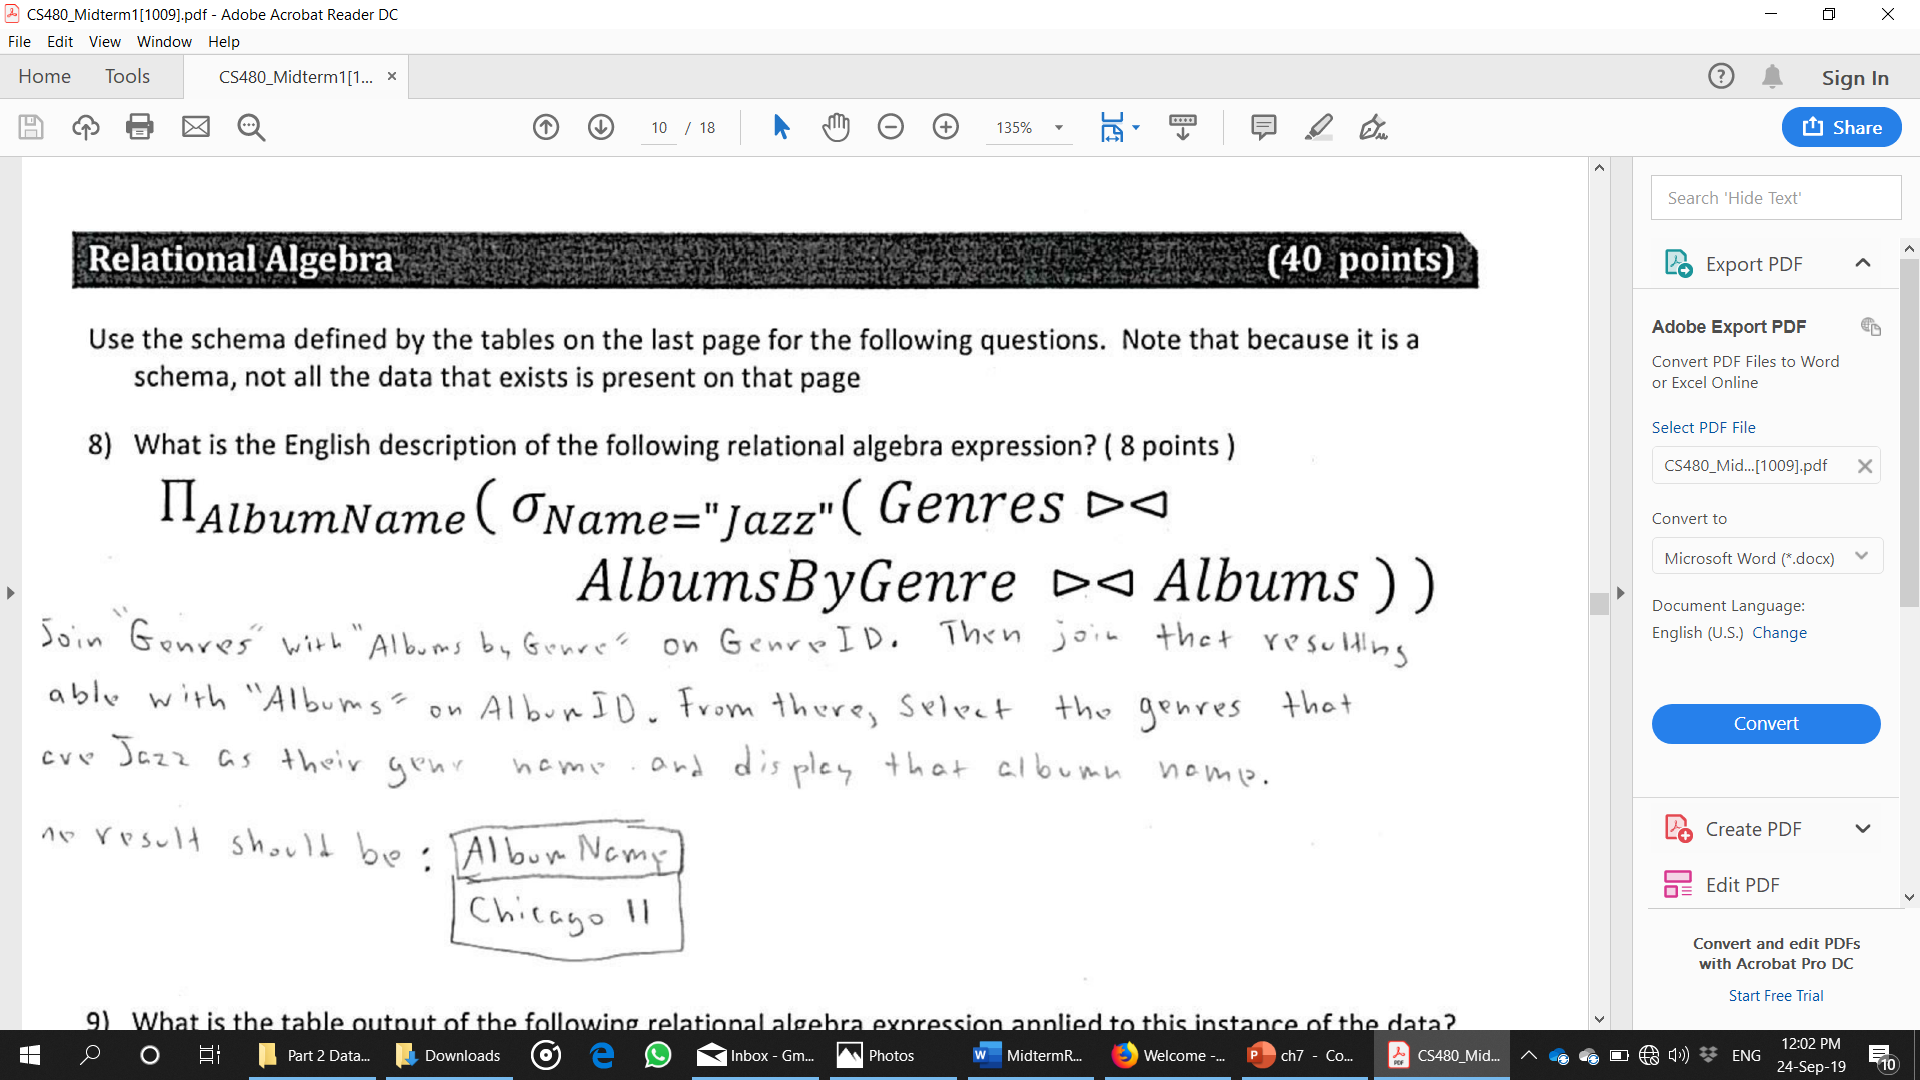 CS480_Midterm1[1009].pdf - Adobe Acrobat Reader DC
File Edit View Window Help
Home Tools CS480_Midterm1[1... × Sign In
10 / 18 135% Share
Search 'Hide Text'
Relational Algebra (40 points)
Export PDF
Adobe Export PDF
Use the schema defined by the tables on the last page for the following questions. Note that because it is a
schema, not all the data that exists is present on that page
Convert PDF Files to Word
or Excel Online
Select PDF File
8) What is the English description of the following relational algebra expression? ( 8 points )
CS480_Mid...[1009].pdf
∏AlbumName( σName="Jazz"( Genres ⊳⊲
AlbumsByGenre ⊳⊲ Albums ) )
Convert to
Microsoft Word (*.docx)
Document Language:
English (U.S.) Change
Join "Genres" with "Albums by Genre" on GenreID. Then join that resulting
able with "Albums" on AlbumID. From there, Select the genres that
are Jazz as their genr name and display that albumn name.
Convert
result should be: Album Name
Chicago 11
Create PDF
Edit PDF
Convert and edit PDFs
with Acrobat Pro DC
Start Free Trial
9) What is the table output of the following relational algebra expression applied to this instance of the data?
Part 2 Data... Downloads Inbox - Gm... Photos MidtermR... Welcome -... ch7 - Co... CS480_Mid... ENG 12:02 PM
24-Sep-19
10